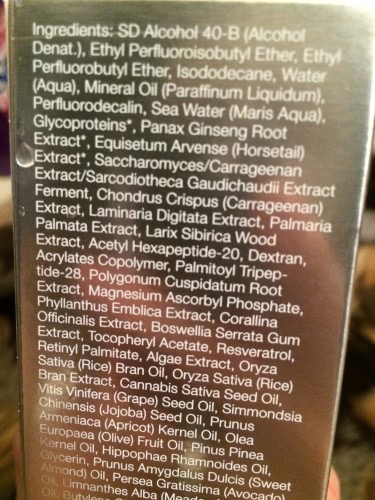 Ingredients: SD Alcohol 40-B (Alcohol
Denat.), Ethyl Perfluoroisobutyl Ether, Ethyl
Perfluorobutyl Ether, Isododecane, Water
(Aqua), Mineral Oil (Paraffinum Liquidum),
Perfluorodecalin, Sea Water (Maris Aqua),
Glycoproteins*, Panax Ginseng Root
Extract*, Equisetum Arvense (Horsetail)
Extract*, Saccharomyces/Carrageenan
Extract/Sarcodiotheca Gaudichaudii Extract
Ferment, Chondrus Crispus (Carrageenan)
Extract, Laminaria Digitata Extract, Palmaria
Palmata Extract, Larix Sibirica Wood
Extract, Acetyl Hexapeptide-20, Dextran,
Acrylates Copolymer, Palmitoyl Tripep-
tide-28, Polygonum Cuspidatum Root
Extract, Magnesium Ascorbyl Phosphate,
Phyllanthus Emblica Extract, Corallina
Officinalis Extract, Boswellia Serrata Gum
Extract, Tocopheryl Acetate, Resveratrol,
Retinyl Palmitate, Algae Extract, Oryza
Sativa (Rice) Bran Oil, Oryza Sativa (Rice)
Bran Extract, Cannabis Sativa Seed Oil,
Vitis Vinifera (Grape) Seed Oil, Simmondsia
Chinensis (Jojoba) Seed Oil, Prunus
Armeniaca (Apricot) Kernel Oil, Olea
Europaea (Olive) Fruit Oil, Pinus Pinea
Kernel Oil, Hippophae Rhamnoides Oil,
Glycerin, Prunus Amygdalus Dulcis (Sweet
Almond) Oil, Persea Gratissima (Avocado)
Oil, Limnanthes Alba
Oil, Butylene